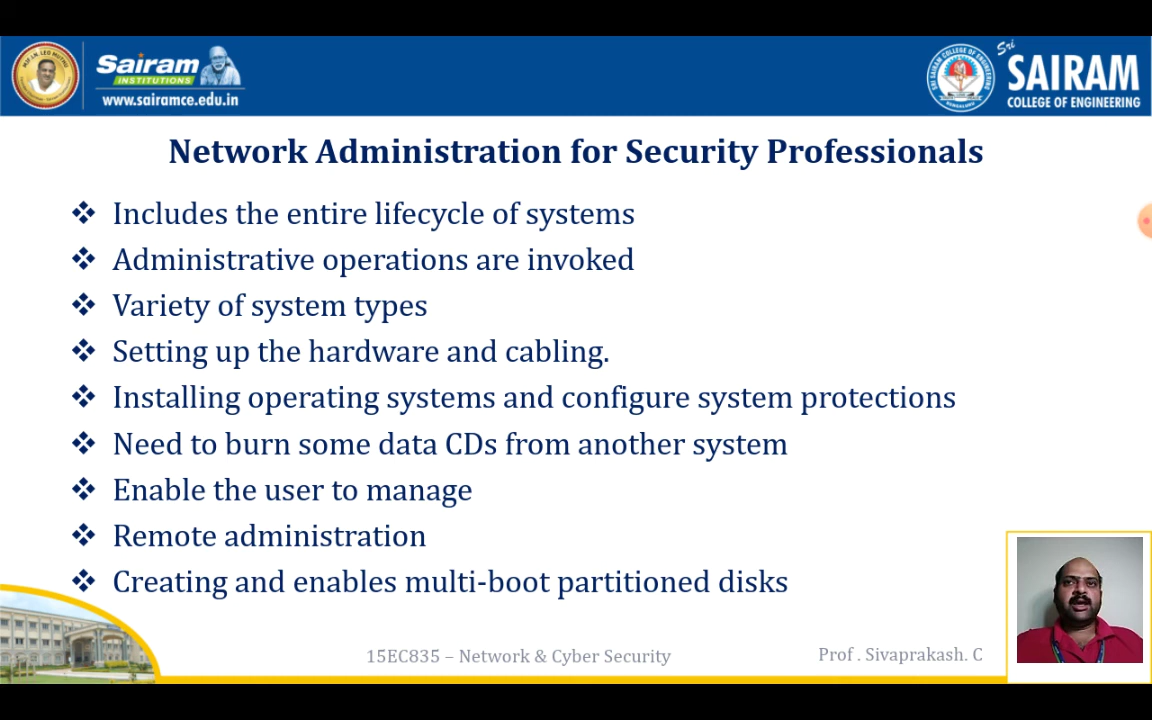 Sairam
INSTITUTIONS
www.sairamce.edu.in
Sri
SAIRAM
COLLEGE OF ENGINEERING
Network Administration for Security Professionals
❖ Includes the entire lifecycle of systems
❖ Administrative operations are invoked
❖ Variety of system types
❖ Setting up the hardware and cabling.
❖ Installing operating systems and configure system protections
❖ Need to burn some data CDs from another system
❖ Enable the user to manage
❖ Remote administration
❖ Creating and enables multi-boot partitioned disks
15EC835 – Network & Cyber Security
Prof . Sivaprakash. C